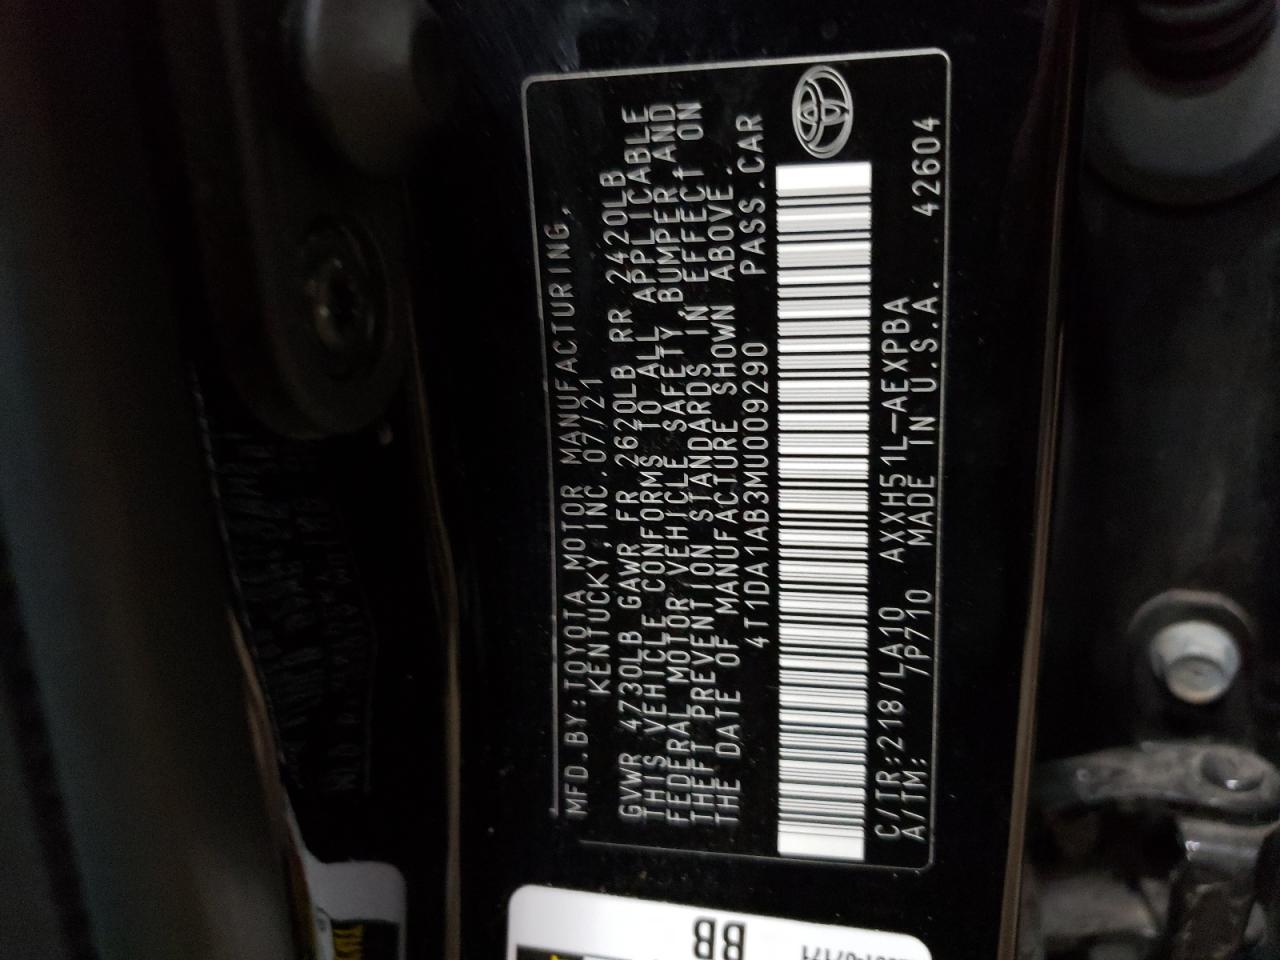 MFD.BY:TOYOTA MOTOR MANUFACTURING,
KENTUCKY,INC.07/21
GVWR 4730LB GAWR FR 2620LB RR 2420LB
THIS VEHICLE CONFORMS TO ALL APPLICABLE
FEDERAL MOTOR VEHICLE SAFETY,BUMPER,AND
THEFT PREVENTION STANDARDS IN EFFECT ON
THE DATE OF MANUFACTURE SHOWN ABOVE.
4T1DA1AB3MU009290 PASS.CAR
C/TR:218/LA10 AXXH51L-AEXPBA
A/TM: /P710 MADE IN U.S.A. 42604
BB